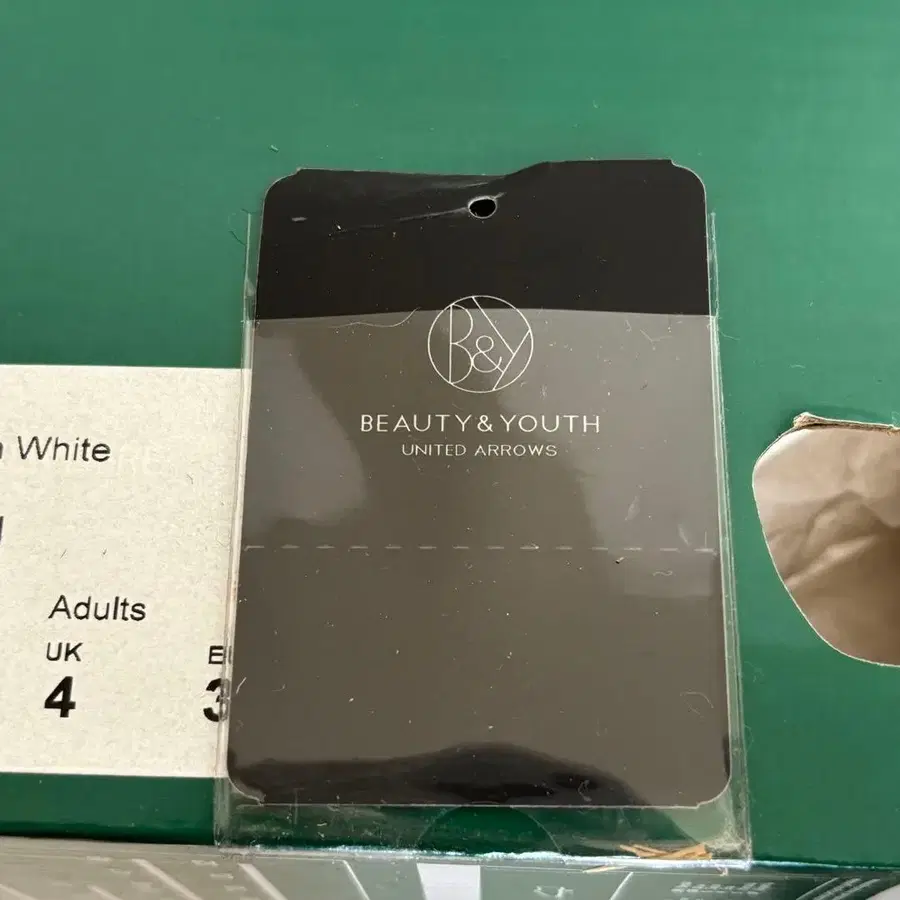 B&Y
BEAUTY & YOUTH
UNITED ARROWS
White
Adults
UK
4